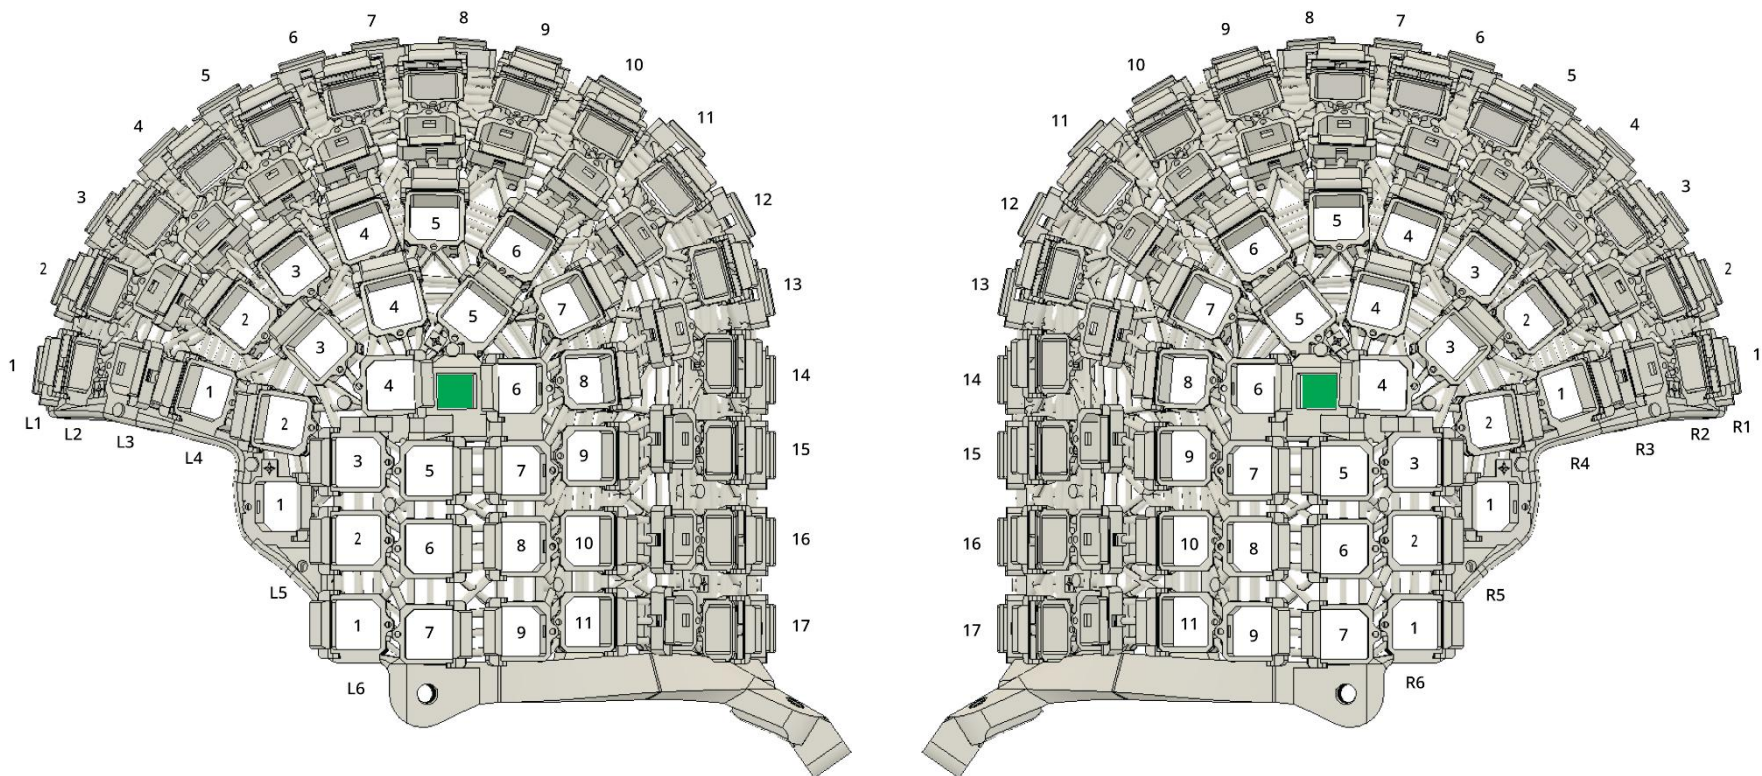 7 8 8 7
6 9 9 6
5 10 10 5
4 11 11 4
3 12 12 3
5 5
4 6 6 4
2 3 7 13 13 7 3 2
2 4 5 5 4 2
3 3
1 1 4 6 8 14 14 8 6 4 1 1
L1 L2 L3 2 2 R3 R2 R1
L4 3 5 7 9 15 15 9 7 5 3 R4
1 1
2 6 8 10 16 16 10 8 6 2
L5 R5
1 7 9 11 17 17 11 9 7 1
L6 R6